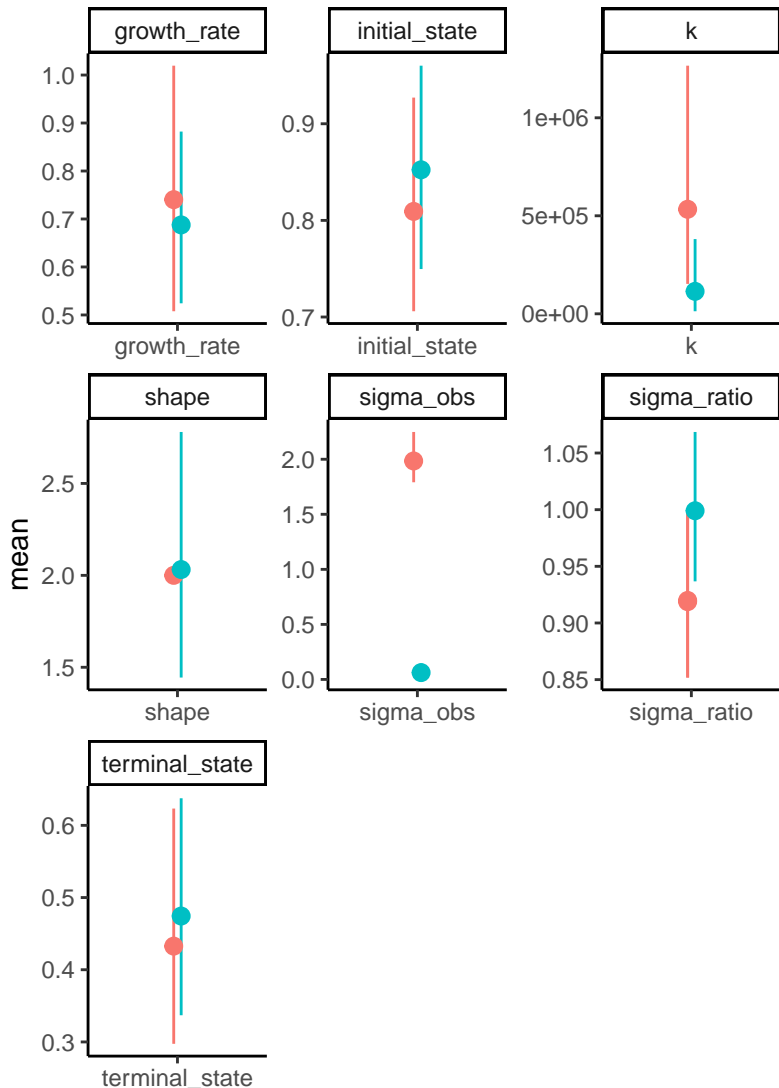 growth_rate initial_state k
1.0
0.9
0.8
0.7
0.6
0.5
growth_rate
0.9
0.8
0.7
initial_state
1e+06
5e+05
0e+00
k
shape sigma_obs sigma_ratio
mean
2.5
2.0
1.5
shape
2.0
1.5
1.0
0.5
0.0
sigma_obs
1.05
1.00
0.95
0.90
0.85
sigma_ratio
terminal_state
0.6
0.5
0.4
0.3
terminal_state